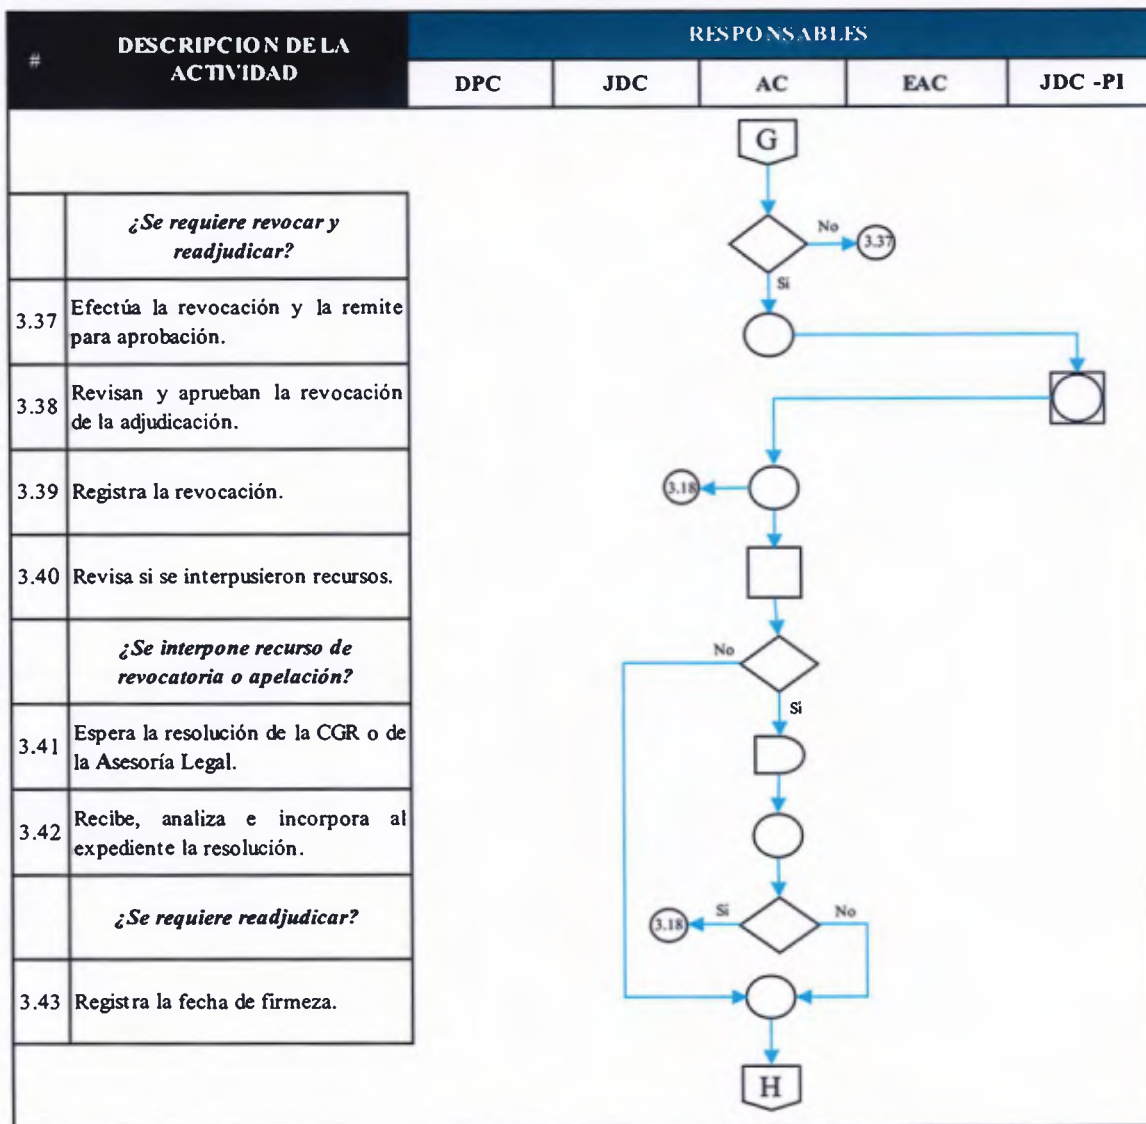 #
DESCRIPCION DE LA
ACTIVIDAD
RESPONSABLES
DPC
JDC
AC
EAC
JDC -PI
G
¿Se requiere revocar y
readjudicar?
No
3.37
Si
3.37
Efectúa la revocación y la remite
para aprobación.
3.38
Revisan y aprueban la revocación
de la adjudicación.
3.39
Registra la revocación.
3.18
3.40
Revisa si se interpusieron recursos.
¿Se interpone recurso de
revocatoria o apelación?
No
Si
3.41
Espera la resolución de la CGR o de
la Asesoría Legal.
3.42
Recibe, analiza e incorpora al
expediente la resolución.
¿Se requiere readjudicar?
3.18
Si
No
3.43
Registra la fecha de firmeza.
H